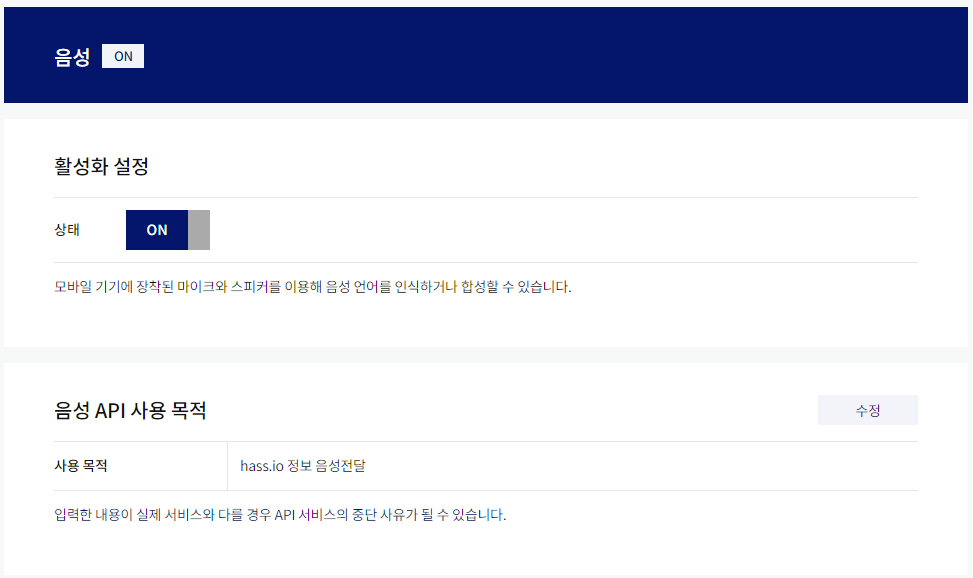 음성 ON
활성화 설정
상태 ON
모바일 기기에 장착된 마이크와 스피커를 이용해 음성 언어를 인식하거나 합성할 수 있습니다.
음성 API 사용 목적 수정
사용 목적 hass.io 정보 음성전달
입력한 내용이 실제 서비스와 다를 경우 API 서비스의 중단 사유가 될 수 있습니다.